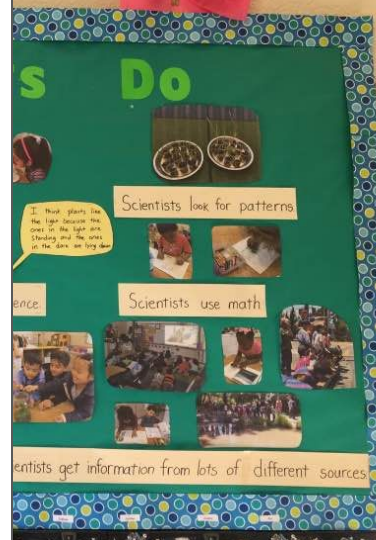 s Do
Scientists look for patterns.
I think plants like
the light because the
ones in the light are
standing and the ones
in the dark are lying down
ence.
Scientists use math
entists get information from lots of different sources.